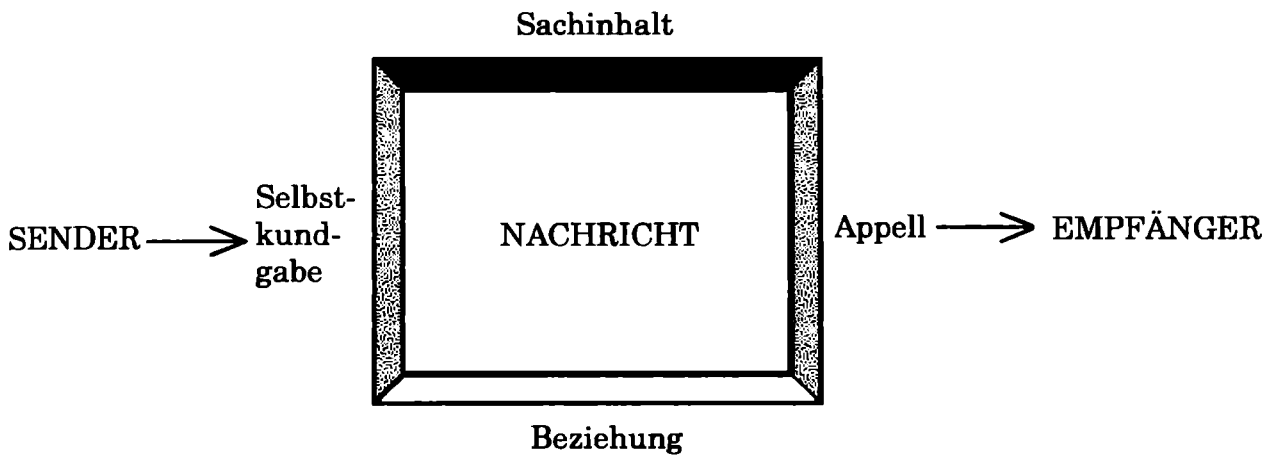 Sachinhalt
SENDER
Selbst-
kund-
gabe
NACHRICHT
Appell
EMPFÄNGER
Beziehung